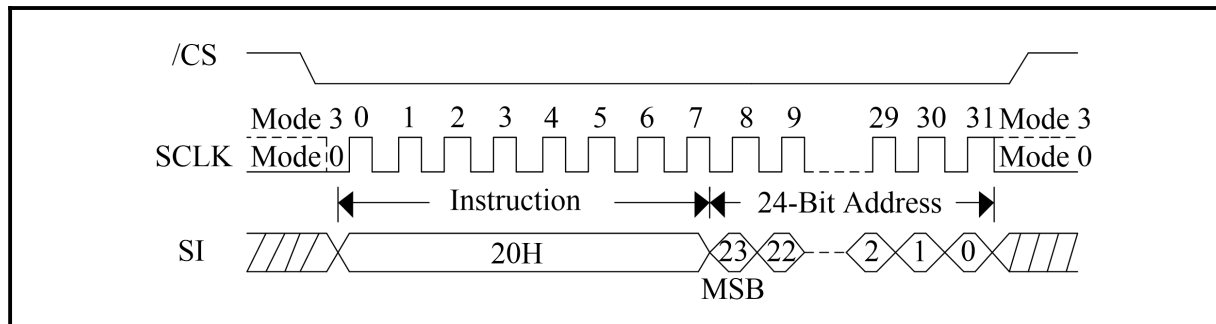 /CS
Mode 3 0 1 2 3 4 5 6 7 8 9 29 30 31 Mode 3
SCLK Mode 0 Mode 0
Instruction 24-Bit Address
SI 20H 23 22 2 1 0
MSB